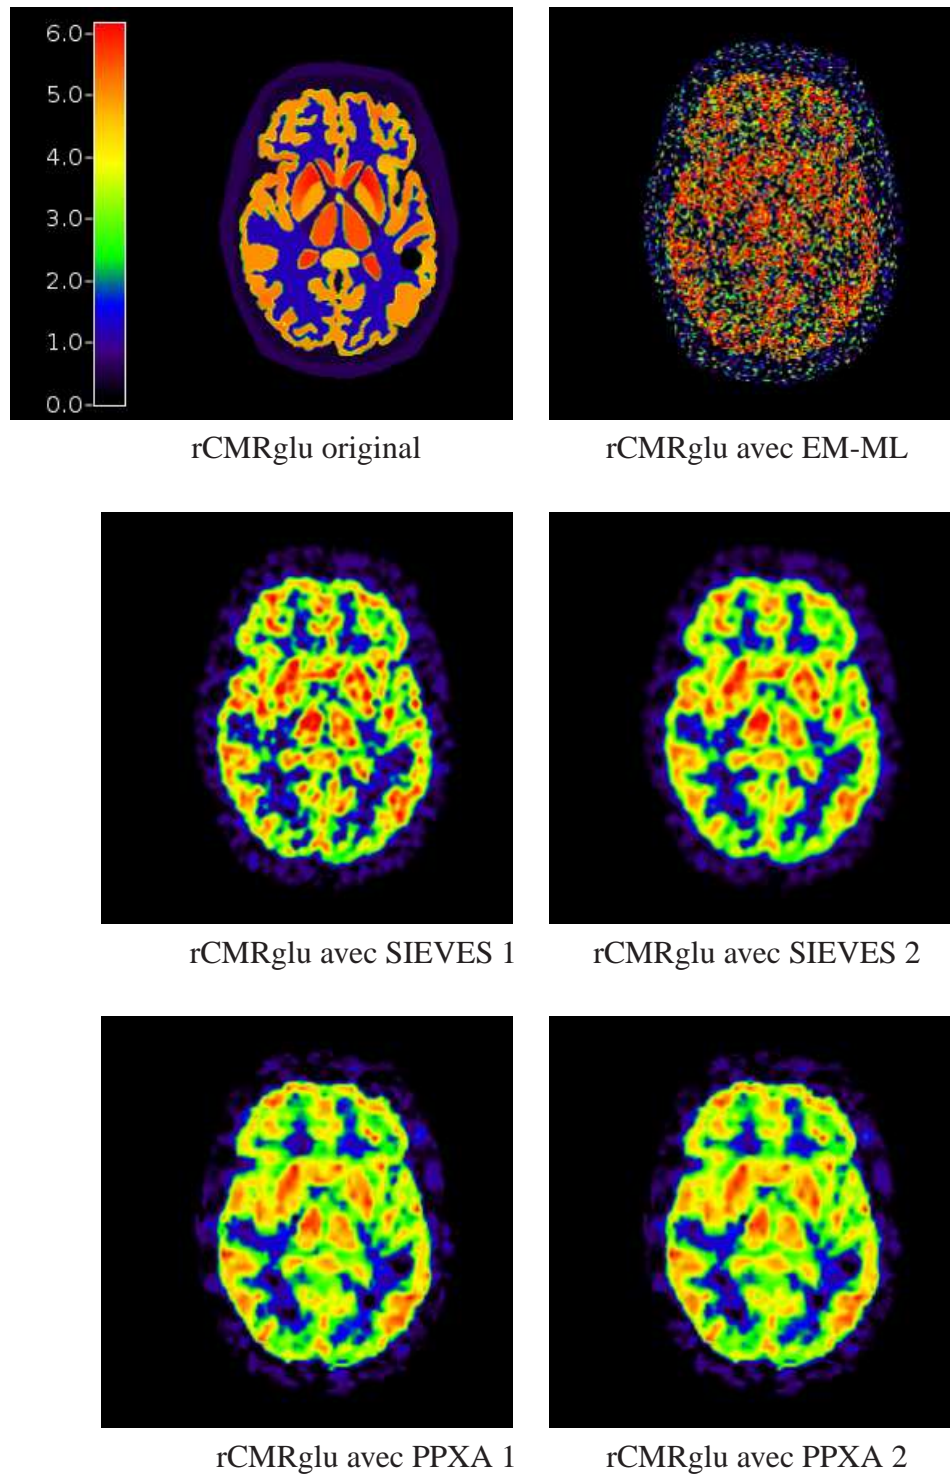 6.0
5.0
4.0
3.0
2.0
1.0
0.0
rCMRglu original
rCMRglu avec EM-ML
rCMRglu avec SIEVES 1
rCMRglu avec SIEVES 2
rCMRglu avec PPXA 1
rCMRglu avec PPXA 2